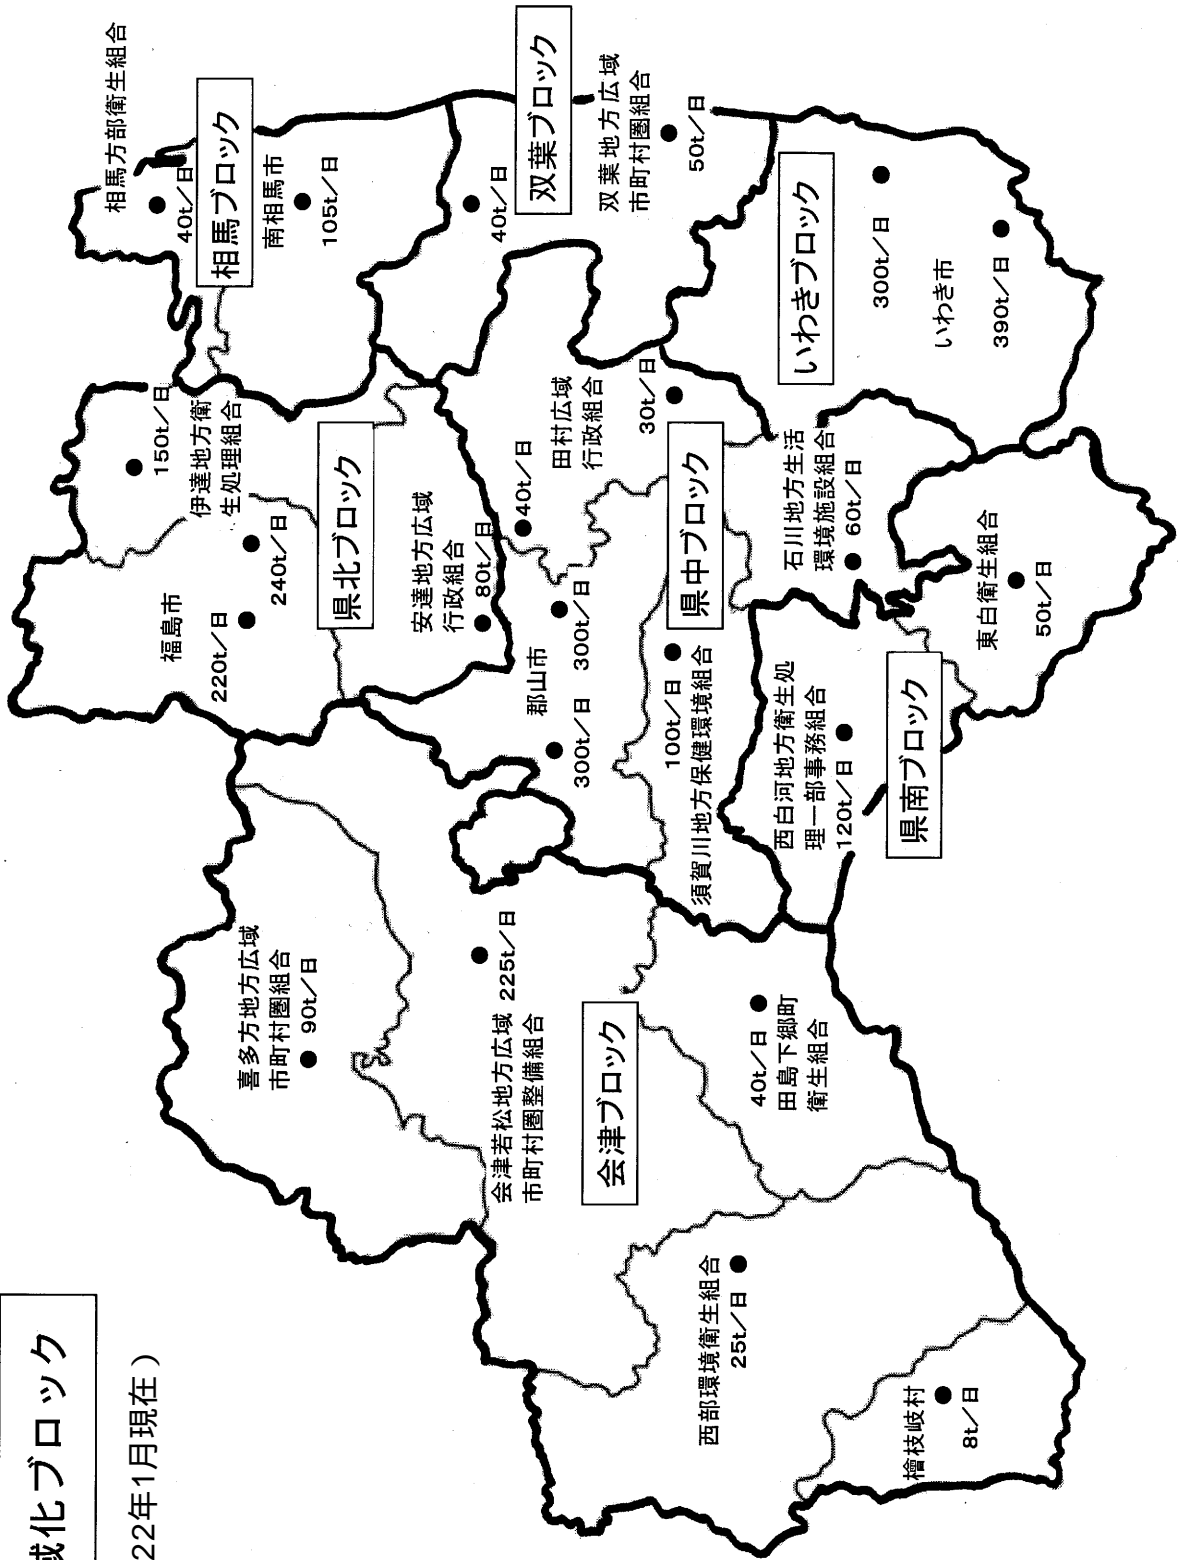 域化ブロック
22年1月現在）
相馬方部衛生組合
40t／日
相馬ブロック
南相馬市
105t／日
双葉ブロック
40t／日
双葉地方広域
市町村圏組合
50t／日
いわきブロック
300t／日
いわき市
390t／日
150t／日
伊達地方衛
生処理組合
福島市
240t／日
220t／日
県北ブロック
安達地方広域
行政組合
80t／日
田村広域
行政組合
40t／日
30t／日
県中ブロック
郡山市
300t／日
300t／日
100t／日
須賀川地方保健環境組合
石川地方生活
環境施設組合
60t／日
西白河地方衛生処
理一部事務組合
120t／日
県南ブロック
東白衛生組合
50t／日
喜多方地方広域
市町村圏組合
90t／日
225t／日
会津若松地方広域
市町村圏整備組合
会津ブロック
40t／日
田島下郷町
衛生組合
西部環境衛生組合
25t／日
檜枝岐村
8t／日